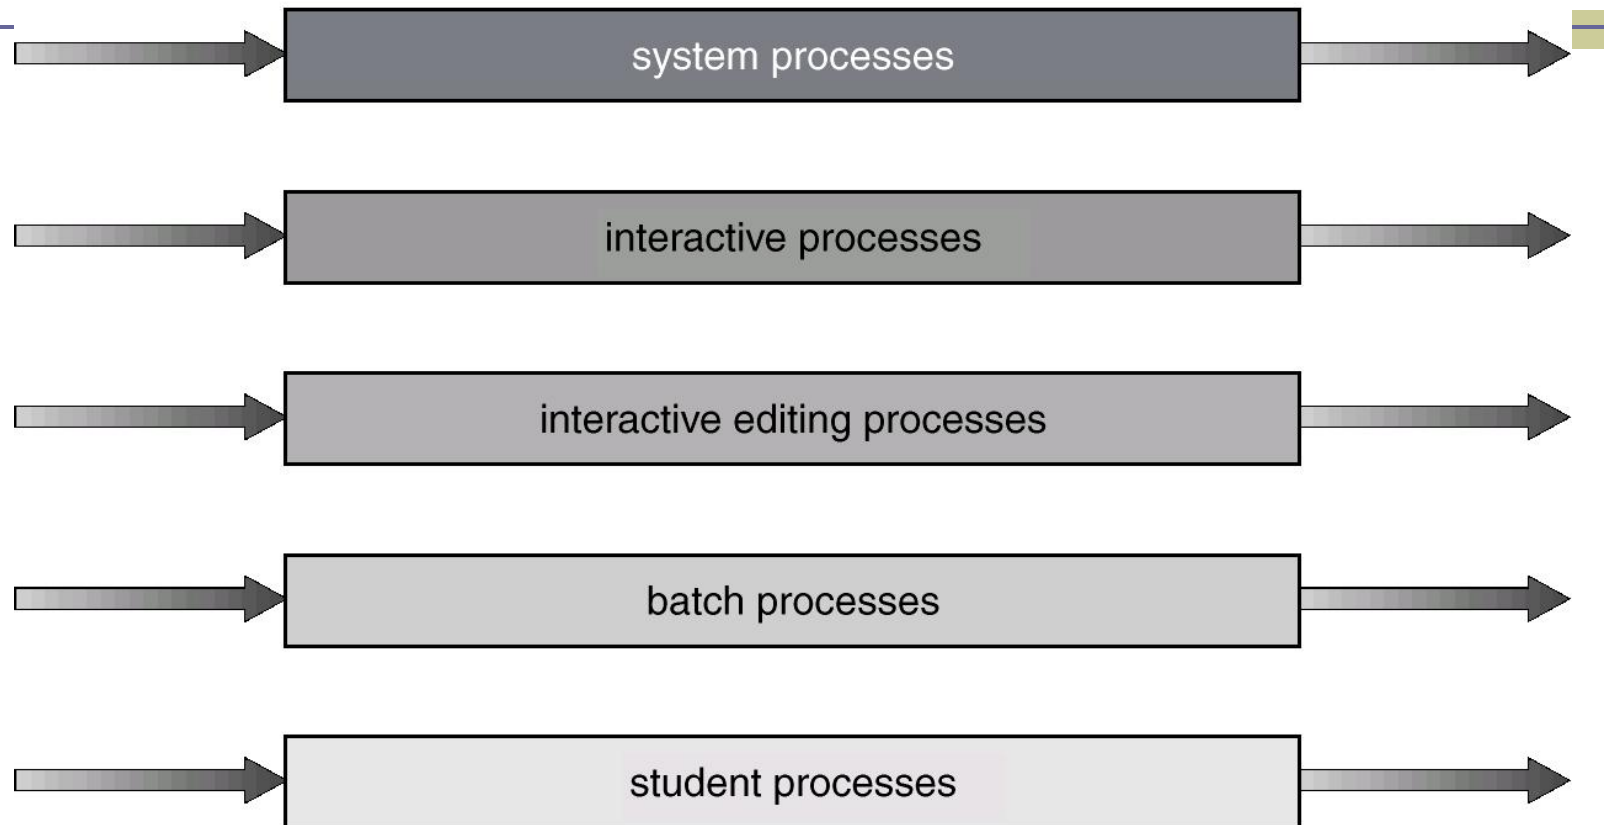 system processes
interactive processes
interactive editing processes
batch processes
student processes